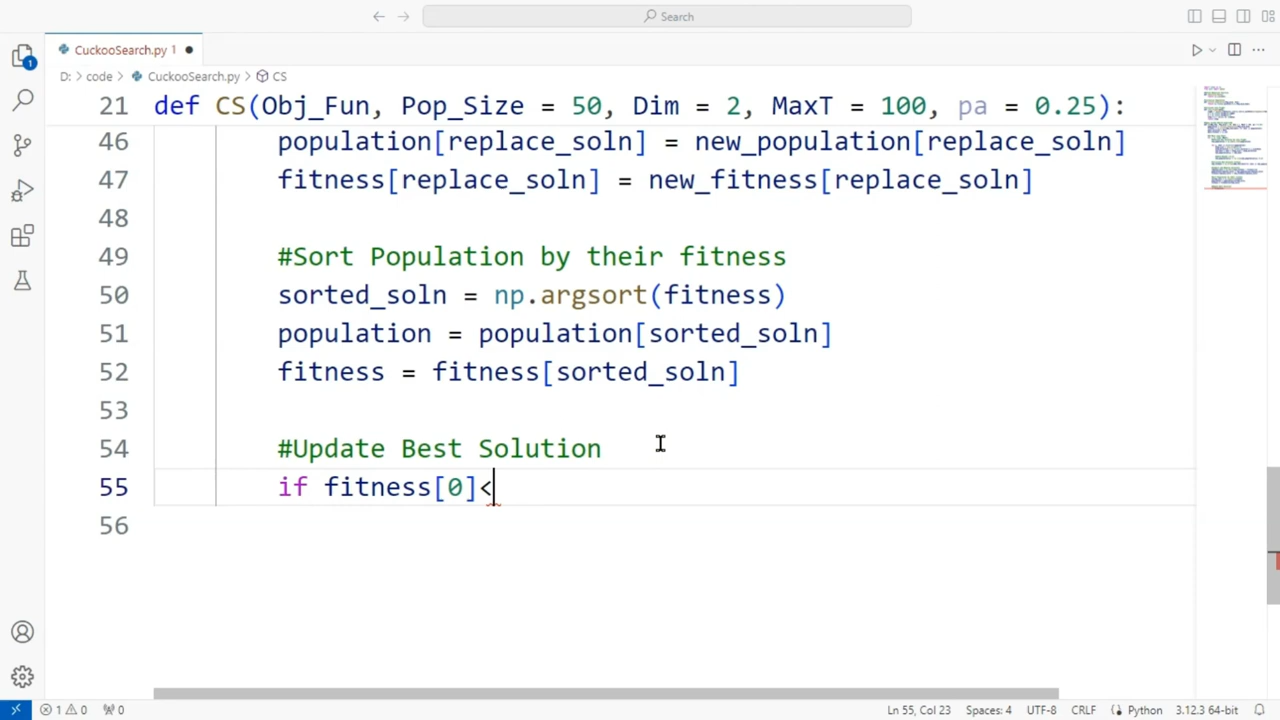 Search
CuckooSearch.py 1
D: > code > CuckooSearch.py > CS
21 def CS(Obj_Fun, Pop_Size = 50, Dim = 2, MaxT = 100, pa = 0.25):
46 population[replace_soln] = new_population[replace_soln]
47 fitness[replace_soln] = new_fitness[replace_soln]
48
49 #Sort Population by their fitness
50 sorted_soln = np.argsort(fitness)
51 population = population[sorted_soln]
52 fitness = fitness[sorted_soln]
53
54 #Update Best Solution
55 if fitness[0]<
56
1
1 0 0 Ln 55, Col 23 Spaces: 4 UTF-8 CRLF Python 3.12.3 64-bit